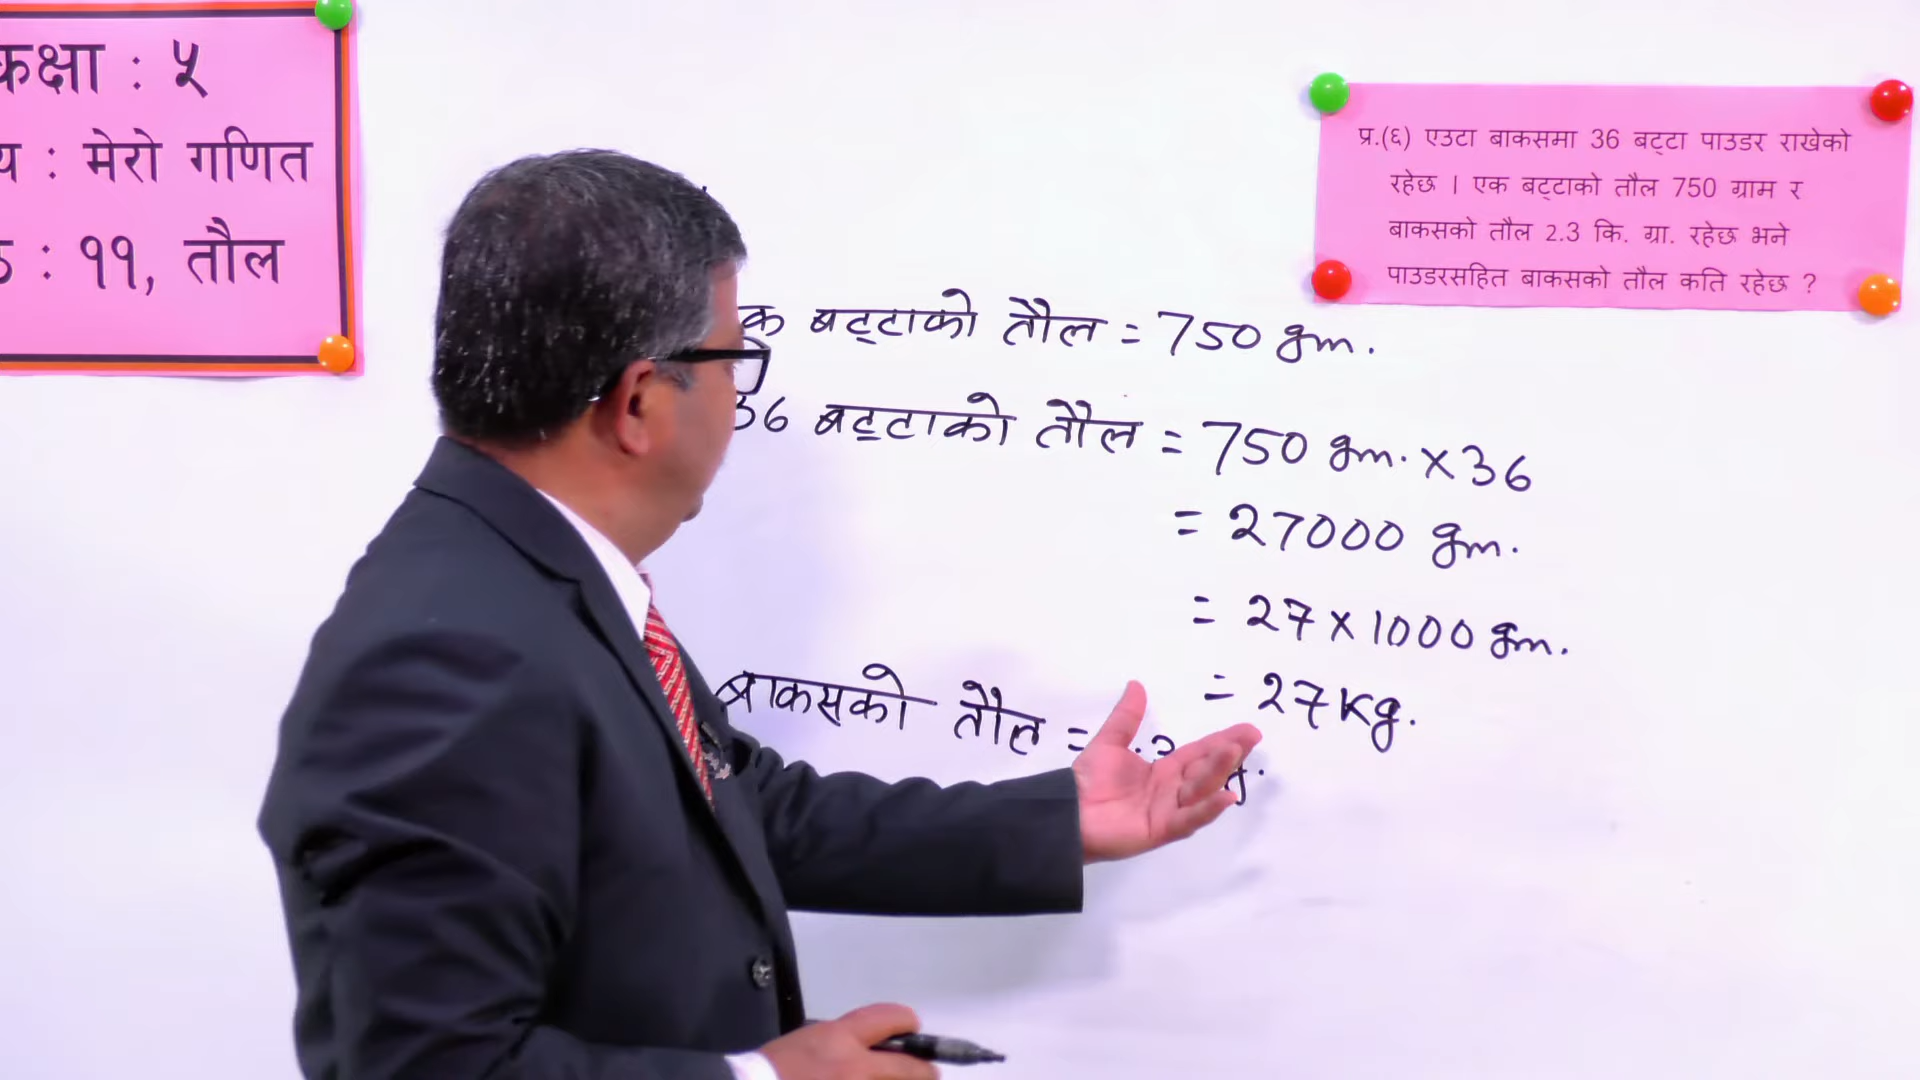 कक्षा : ५
य : मेरो गणित
ठ : ११, तौल
प्र.(६) एउटा बाकसमा 36 बट्टा पाउडर राखेको
रहेछ । एक बट्टाको तौल 750 ग्राम र
बाकसको तौल 2.3 कि. ग्रा. रहेछ भने
पाउडरसहित बाकसको तौल कति रहेछ ?
क बट्टाको तौल = 750 gm.
36 बट्टाको तौल = 750 gm. × 36
= 27000 gm.
= 27 × 1000 gm.
= 27 Kg.
बाकसको तौल =